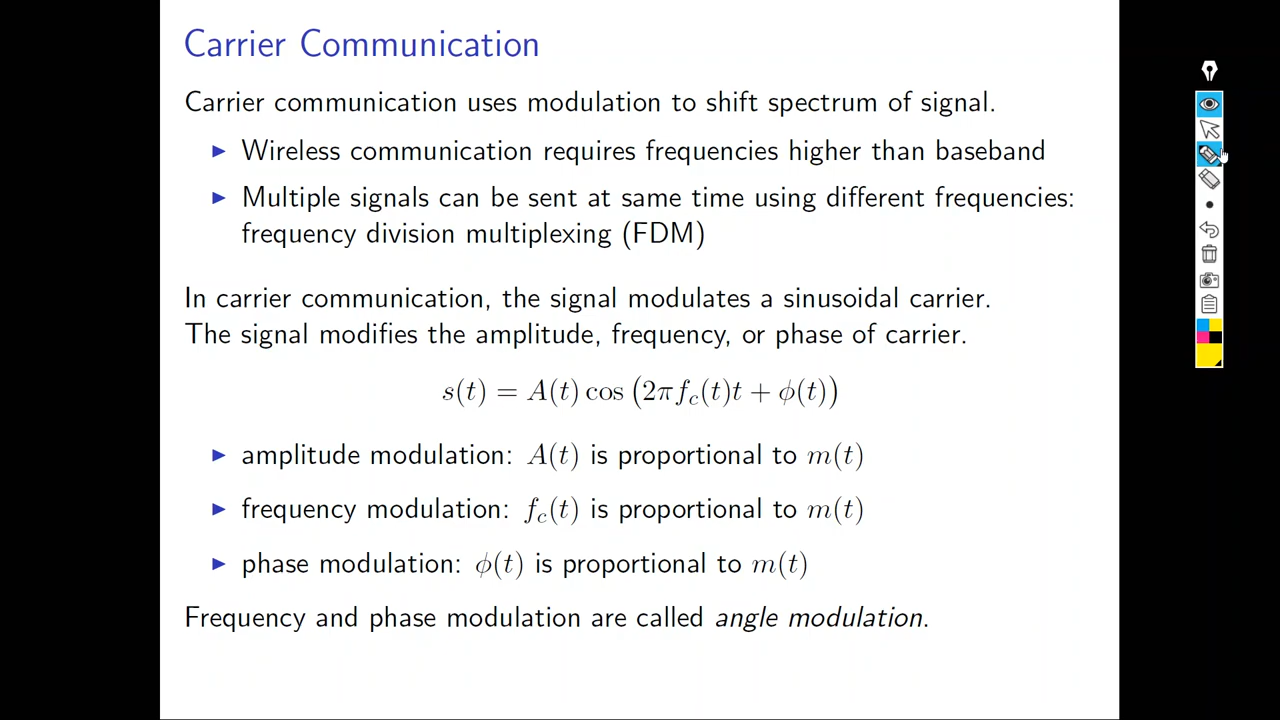 Carrier Communication
Carrier communication uses modulation to shift spectrum of signal.
▶ Wireless communication requires frequencies higher than baseband
▶ Multiple signals can be sent at same time using different frequencies:
frequency division multiplexing (FDM)
In carrier communication, the signal modulates a sinusoidal carrier.
The signal modifies the amplitude, frequency, or phase of carrier.
s(t) = A(t) cos (2πf_c(t)t + ϕ(t))
▶ amplitude modulation: A(t) is proportional to m(t)
▶ frequency modulation: f_c(t) is proportional to m(t)
▶ phase modulation: ϕ(t) is proportional to m(t)
Frequency and phase modulation are called angle modulation.